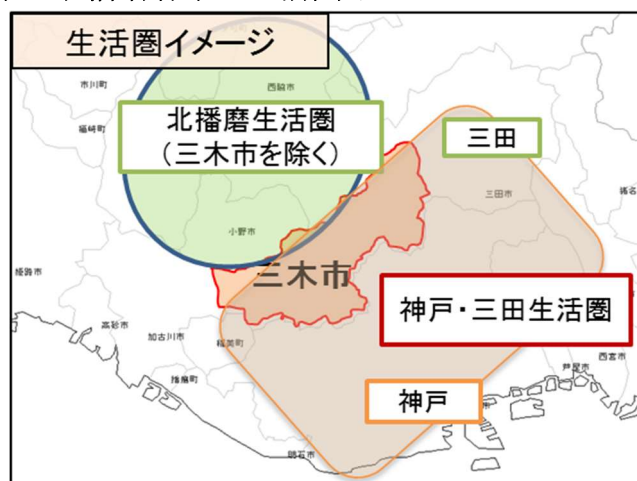 生活圏イメージ
市川町
西脇市
福崎町
北播磨生活圏
（三木市を除く）
三田
三田市
猪名
小野市
三木市
姫路市
神戸・三田生活圏
高砂市
加古川市
稲美町
播磨町
西宮市
芦屋市
神戸
市
明石市